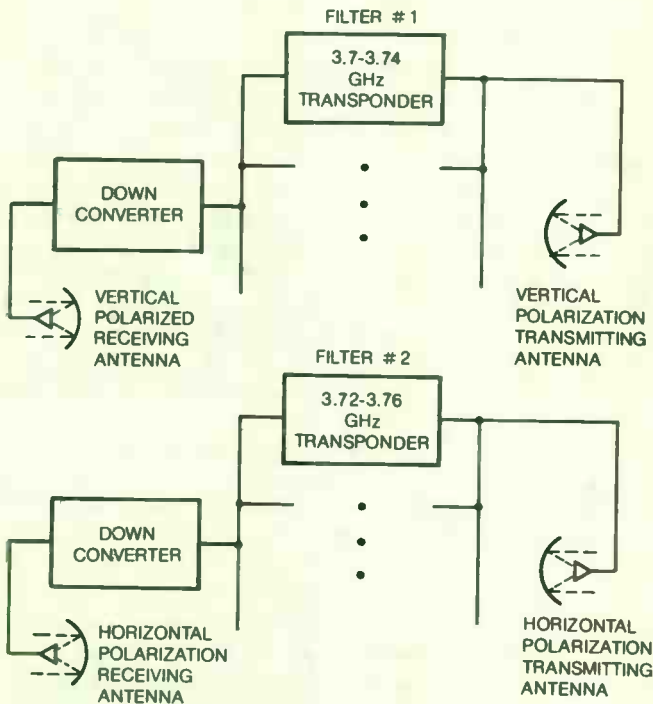 FILTER #1
3.7-3.74
GHz
TRANSPONDER
DOWN
CONVERTER
VERTICAL
POLARIZED
RECEIVING
ANTENNA
VERTICAL
POLARIZATION
TRANSMITTING
ANTENNA
FILTER #2
3.72-3.76
GHz
TRANSPONDER
DOWN
CONVERTER
HORIZONTAL
POLARIZATION
RECEIVING
ANTENNA
HORIZONTAL
POLARIZATION
TRANSMITTING
ANTENNA